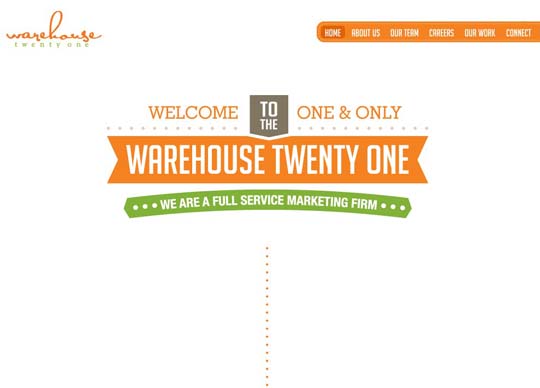 warehouse
twenty one
HOME ABOUT US OUR TEAM CAREERS OUR WORK CONNECT
WELCOME TO THE ONE & ONLY
WAREHOUSE TWENTY ONE
WE ARE A FULL SERVICE MARKETING FIRM